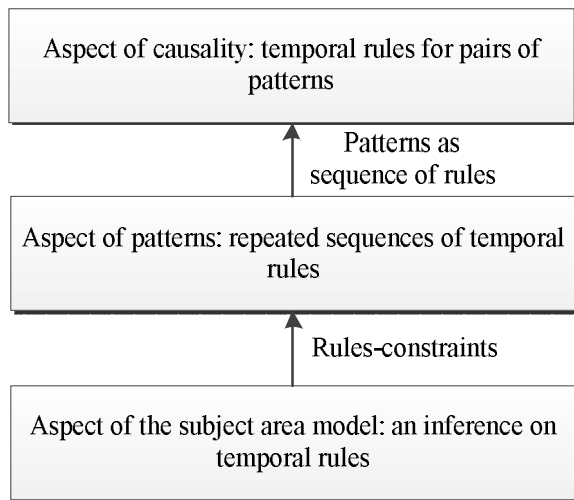 Aspect of causality: temporal rules for pairs of
patterns
Patterns as
sequence of rules
Aspect of patterns: repeated sequences of temporal
rules
Rules-constraints
Aspect of the subject area model: an inference on
temporal rules